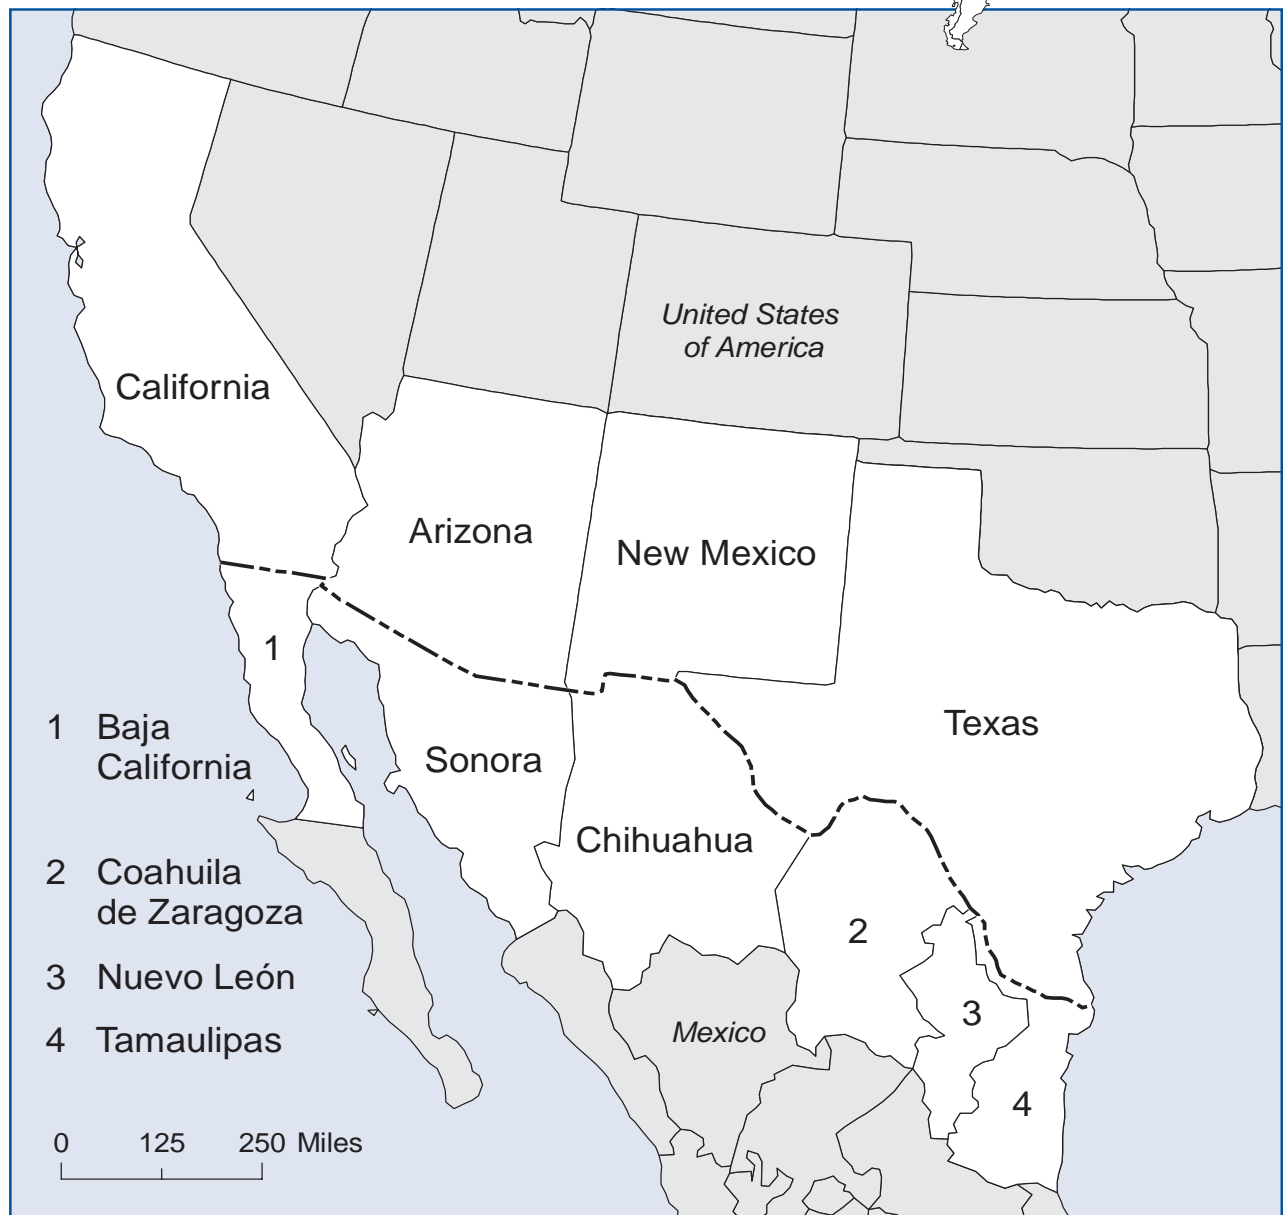 United States
of America
California
Arizona
New Mexico
1
Texas
1 Baja
California
Sonora
Chihuahua
2 Coahuila
de Zaragoza
2
3 Nuevo León
3
Mexico
4 Tamaulipas
4
0 125 250 Miles